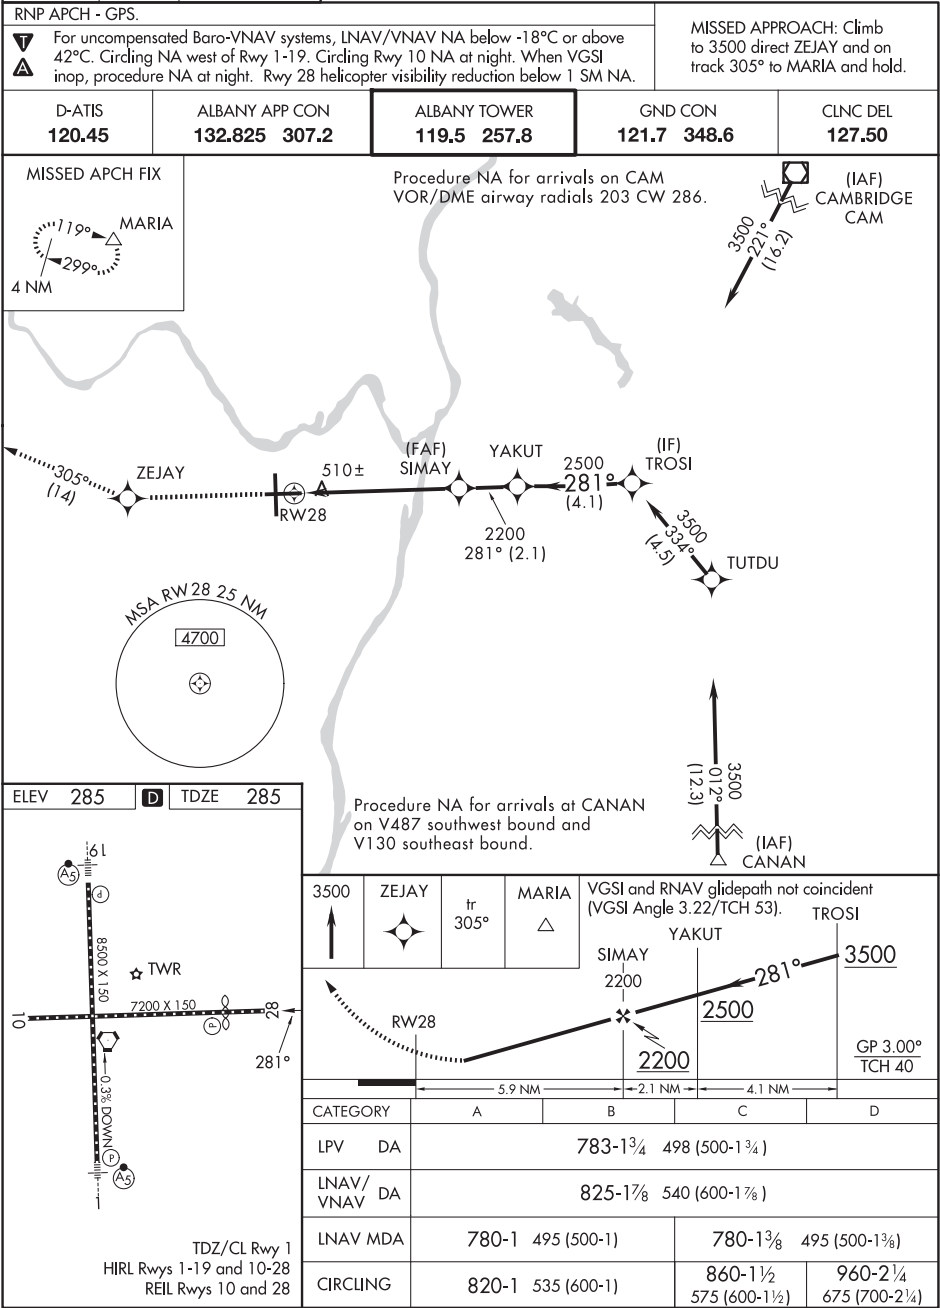 RNP APCH - GPS.
T
A
For uncompensated Baro-VNAV systems, LNAV/VNAV NA below -18°C or above
42°C. Circling NA west of Rwy 1-19. Circling Rwy 10 NA at night. When VGSI
inop, procedure NA at night. Rwy 28 helicopter visibility reduction below 1 SM NA.
MISSED APPROACH: Climb
to 3500 direct ZEJAY and on
track 305° to MARIA and hold.
D-ATIS
120.45
ALBANY APP CON
132.825 307.2
ALBANY TOWER
119.5 257.8
GND CON
121.7 348.6
CLNC DEL
127.50
MISSED APCH FIX
119°
MARIA
299°
4 NM
Procedure NA for arrivals on CAM
VOR/DME airway radials 203 CW 286.
(IAF)
CAMBRIDGE
CAM
3500
221°
(16.2)
305°
(14)
ZEJAY
510±
RW28
(FAF)
SIMAY
YAKUT
2500
281°
(4.1)
(IF)
TROSI
2200
281° (2.1)
3500
334°
(4.5)
TUTDU
MSA RW 28 25 NM
4700
3500
012°
(12.3)
(IAF)
CANAN
Procedure NA for arrivals at CANAN
on V487 southwest bound and
V130 southeast bound.
ELEV 285
D
TDZE 285
19
A5
P
8500 X 150
TWR
7200 X 150
10
28
P
281°
0.3% DOWN
P
A5
1
TDZ/CL Rwy 1
HIRL Rwys 1-19 and 10-28
REIL Rwys 10 and 28
3500
ZEJAY
tr
305°
MARIA
VGSI and RNAV glidepath not coincident
(VGSI Angle 3.22/TCH 53).
TROSI
YAKUT
SIMAY
2200
281°
3500
2500
RW28
2200
GP 3.00°
TCH 40
5.9 NM
2.1 NM
4.1 NM
CATEGORY A B C D
LPV DA 783-1¾ 498 (500-1¾)
LNAV/
VNAV DA 825-1⅞ 540 (600-1⅞)
LNAV MDA 780-1 495 (500-1) 780-1⅜ 495 (500-1⅜)
CIRCLING 820-1 535 (600-1)
860-1½
575 (600-1½)
960-2¼
675 (700-2¼)